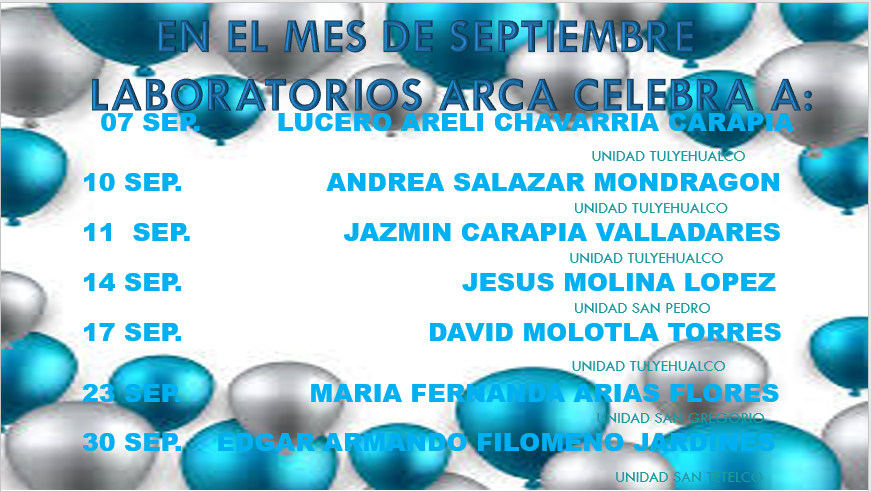 EN EL MES DE SEPTIEMBRE
LABORATORIOS ARCA CELEBRA A:
07 SEP. LUCERO ARELI CHAVARRIA CARAPIA
UNIDAD TULYEHUALCO
10 SEP. ANDREA SALAZAR MONDRAGON
UNIDAD TULYEHUALCO
11 SEP. JAZMIN CARAPIA VALLADARES
UNIDAD TULYEHUALCO
14 SEP. JESUS MOLINA LOPEZ
UNIDAD SAN PEDRO
17 SEP. DAVID MOLOTLA TORRES
UNIDAD TULYEHUALCO
23 SEP. MARIA FERNANDA ARIAS FLORES
UNIDAD SAN GREGORIO
30 SEP. EDGAR ARMANDO FILOMENO JARDINES
UNIDAD SAN TETELCO